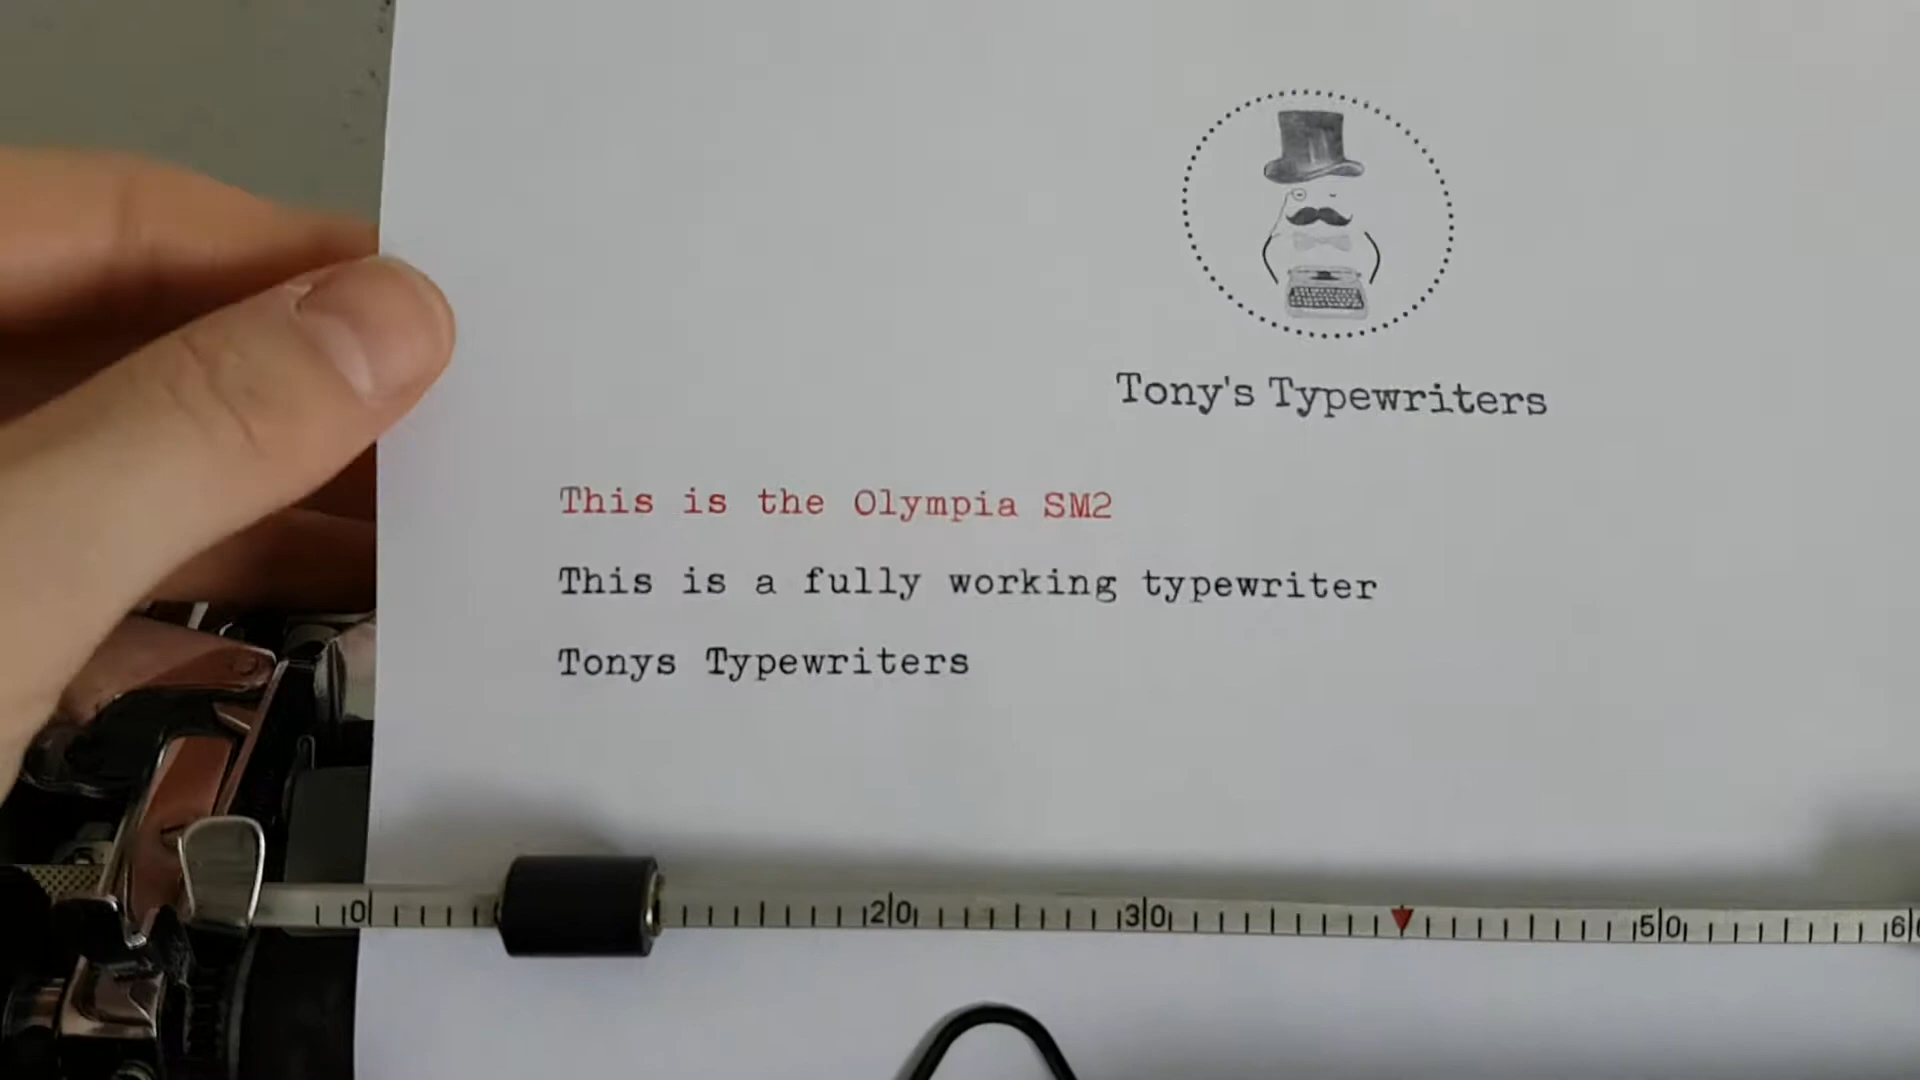 Tony's Typewriters
This is the Olympia SM2
This is a fully working typewriter
Tonys Typewriters
10 20 30 50 6